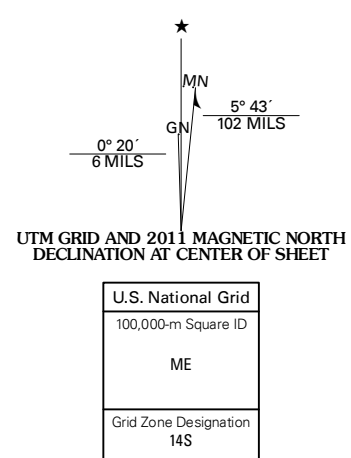 MN
5° 43´
102 MILS
GN
0° 20´
6 MILS
UTM GRID AND 2011 MAGNETIC NORTH
DECLINATION AT CENTER OF SHEET
U.S. National Grid
100,000-m Square ID
ME
Grid Zone Designation
14S